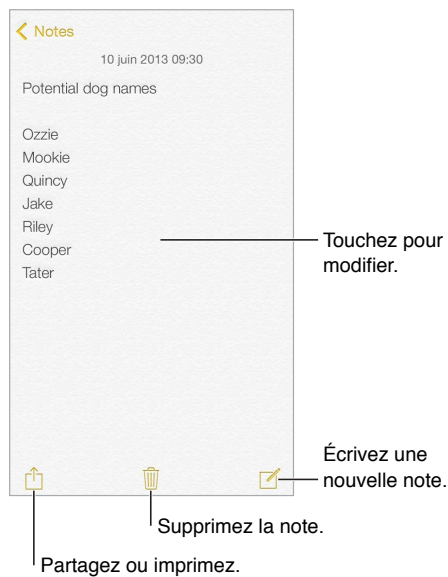 Notes
10 juin 2013 09:30
Potential dog names
Ozzie
Mookie
Quincy
Jake
Riley
Cooper
Tater
Touchez pour
modifier.
Écrivez une
nouvelle note.
Supprimez la note.
Partagez ou imprimez.